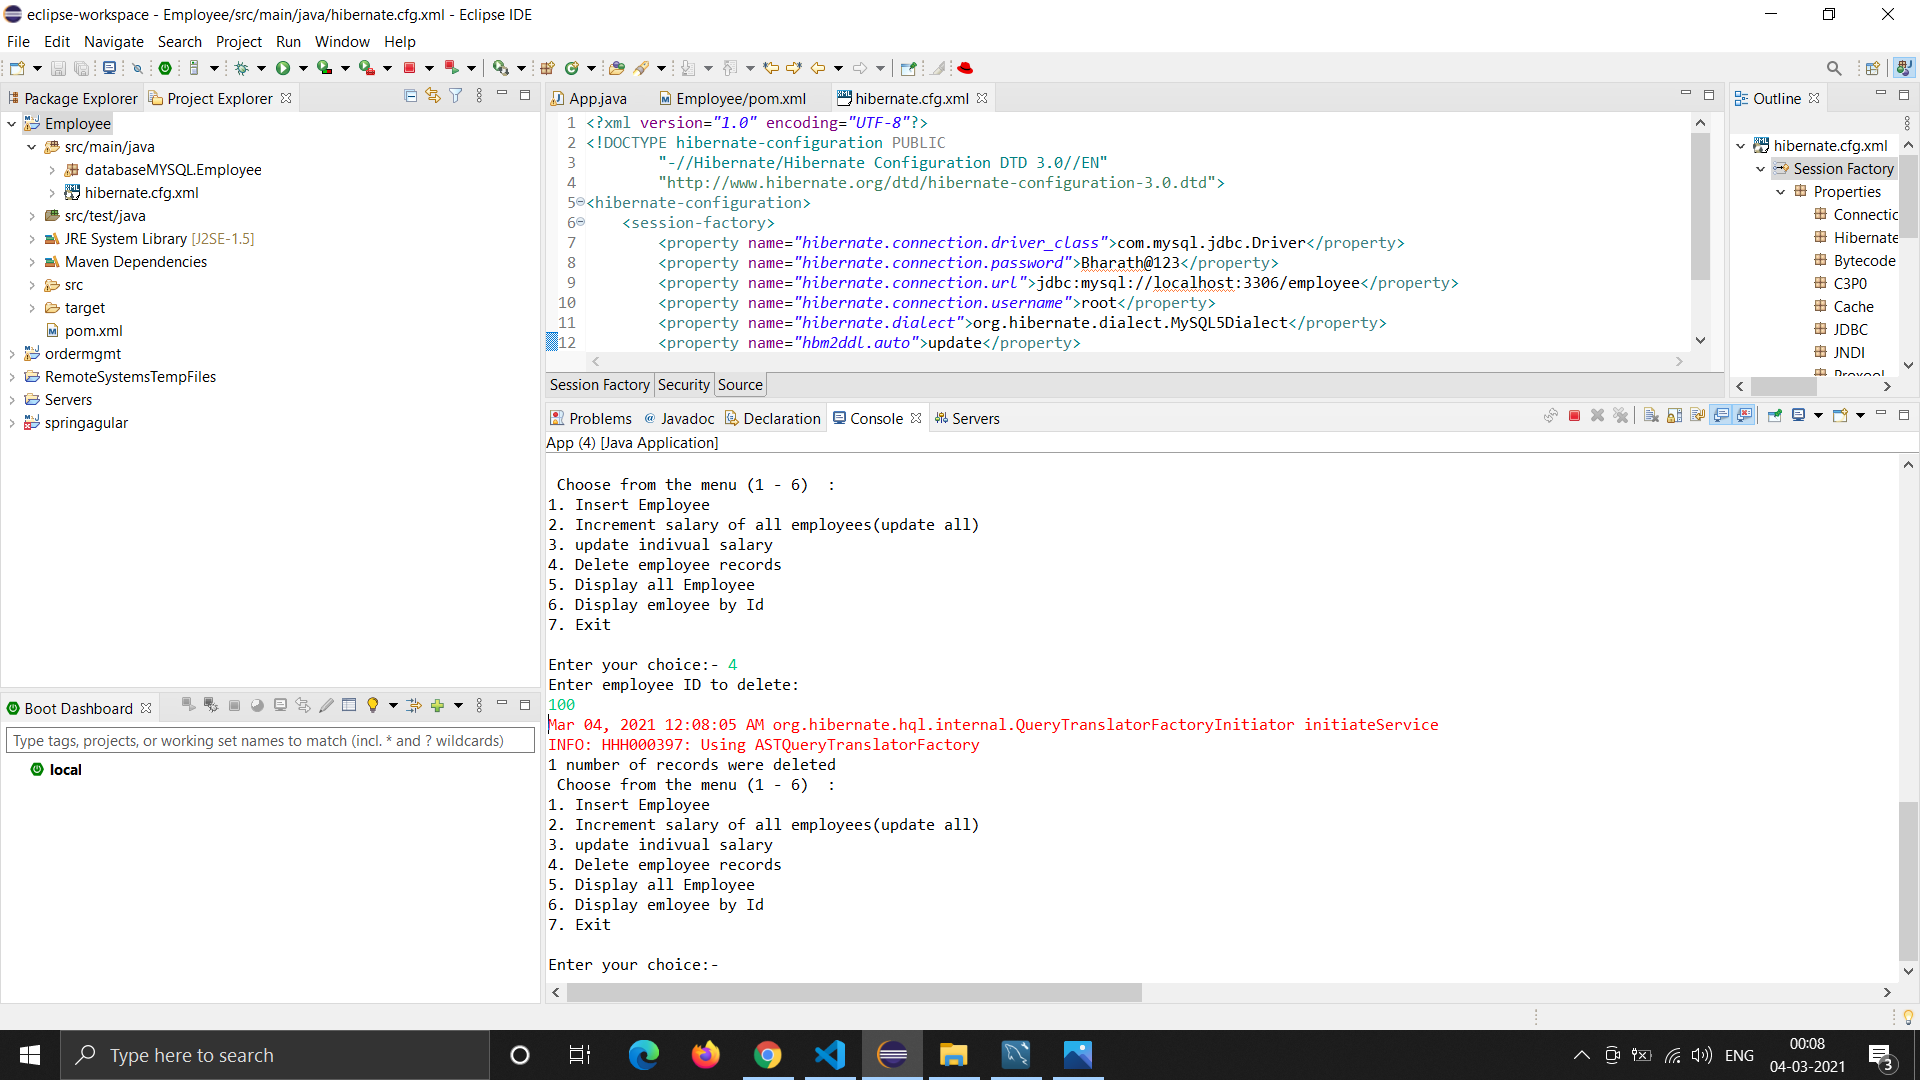 eclipse-workspace - Employee/src/main/java/hibernate.cfg.xml - Eclipse IDE
File Edit Navigate Search Project Run Window Help
Package Explorer
Project Explorer
Employee
src/main/java
databaseMYSQL.Employee
hibernate.cfg.xml
src/test/java
JRE System Library [J2SE-1.5]
Maven Dependencies
src
target
pom.xml
ordermgmt
RemoteSystemsTempFiles
Servers
springagular
Boot Dashboard
Type tags, projects, or working set names to match (incl. * and ? wildcards)
local
App.java
Employee/pom.xml
hibernate.cfg.xml
1 <?xml version="1.0" encoding="UTF-8"?>
2 <!DOCTYPE hibernate-configuration PUBLIC
3 "-//Hibernate/Hibernate Configuration DTD 3.0//EN"
4 "http://www.hibernate.org/dtd/hibernate-configuration-3.0.dtd">
5 <hibernate-configuration>
6 <session-factory>
7 <property name="hibernate.connection.driver_class">com.mysql.jdbc.Driver</property>
8 <property name="hibernate.connection.password">Bharath@123</property>
9 <property name="hibernate.connection.url">jdbc:mysql://localhost:3306/employee</property>
10 <property name="hibernate.connection.username">root</property>
11 <property name="hibernate.dialect">org.hibernate.dialect.MySQL5Dialect</property>
12 <property name="hbm2ddl.auto">update</property>
Session Factory Security Source
Outline
hibernate.cfg.xml
Session Factory
Properties
Connectic
Hibernate
Bytecode
C3P0
Cache
JDBC
JNDI
Proxool
Problems Javadoc Declaration Console Servers
App (4) [Java Application]
Choose from the menu (1 - 6) :
1. Insert Employee
2. Increment salary of all employees(update all)
3. update indivual salary
4. Delete employee records
5. Display all Employee
6. Display emloyee by Id
7. Exit
Enter your choice:- 4
Enter employee ID to delete:
100
Mar 04, 2021 12:08:05 AM org.hibernate.hql.internal.QueryTranslatorFactoryInitiator initiateService
INFO: HHH000397: Using ASTQueryTranslatorFactory
1 number of records were deleted
Choose from the menu (1 - 6) :
1. Insert Employee
2. Increment salary of all employees(update all)
3. update indivual salary
4. Delete employee records
5. Display all Employee
6. Display emloyee by Id
7. Exit
Enter your choice:-
Type here to search
ENG
00:08
04-03-2021
3